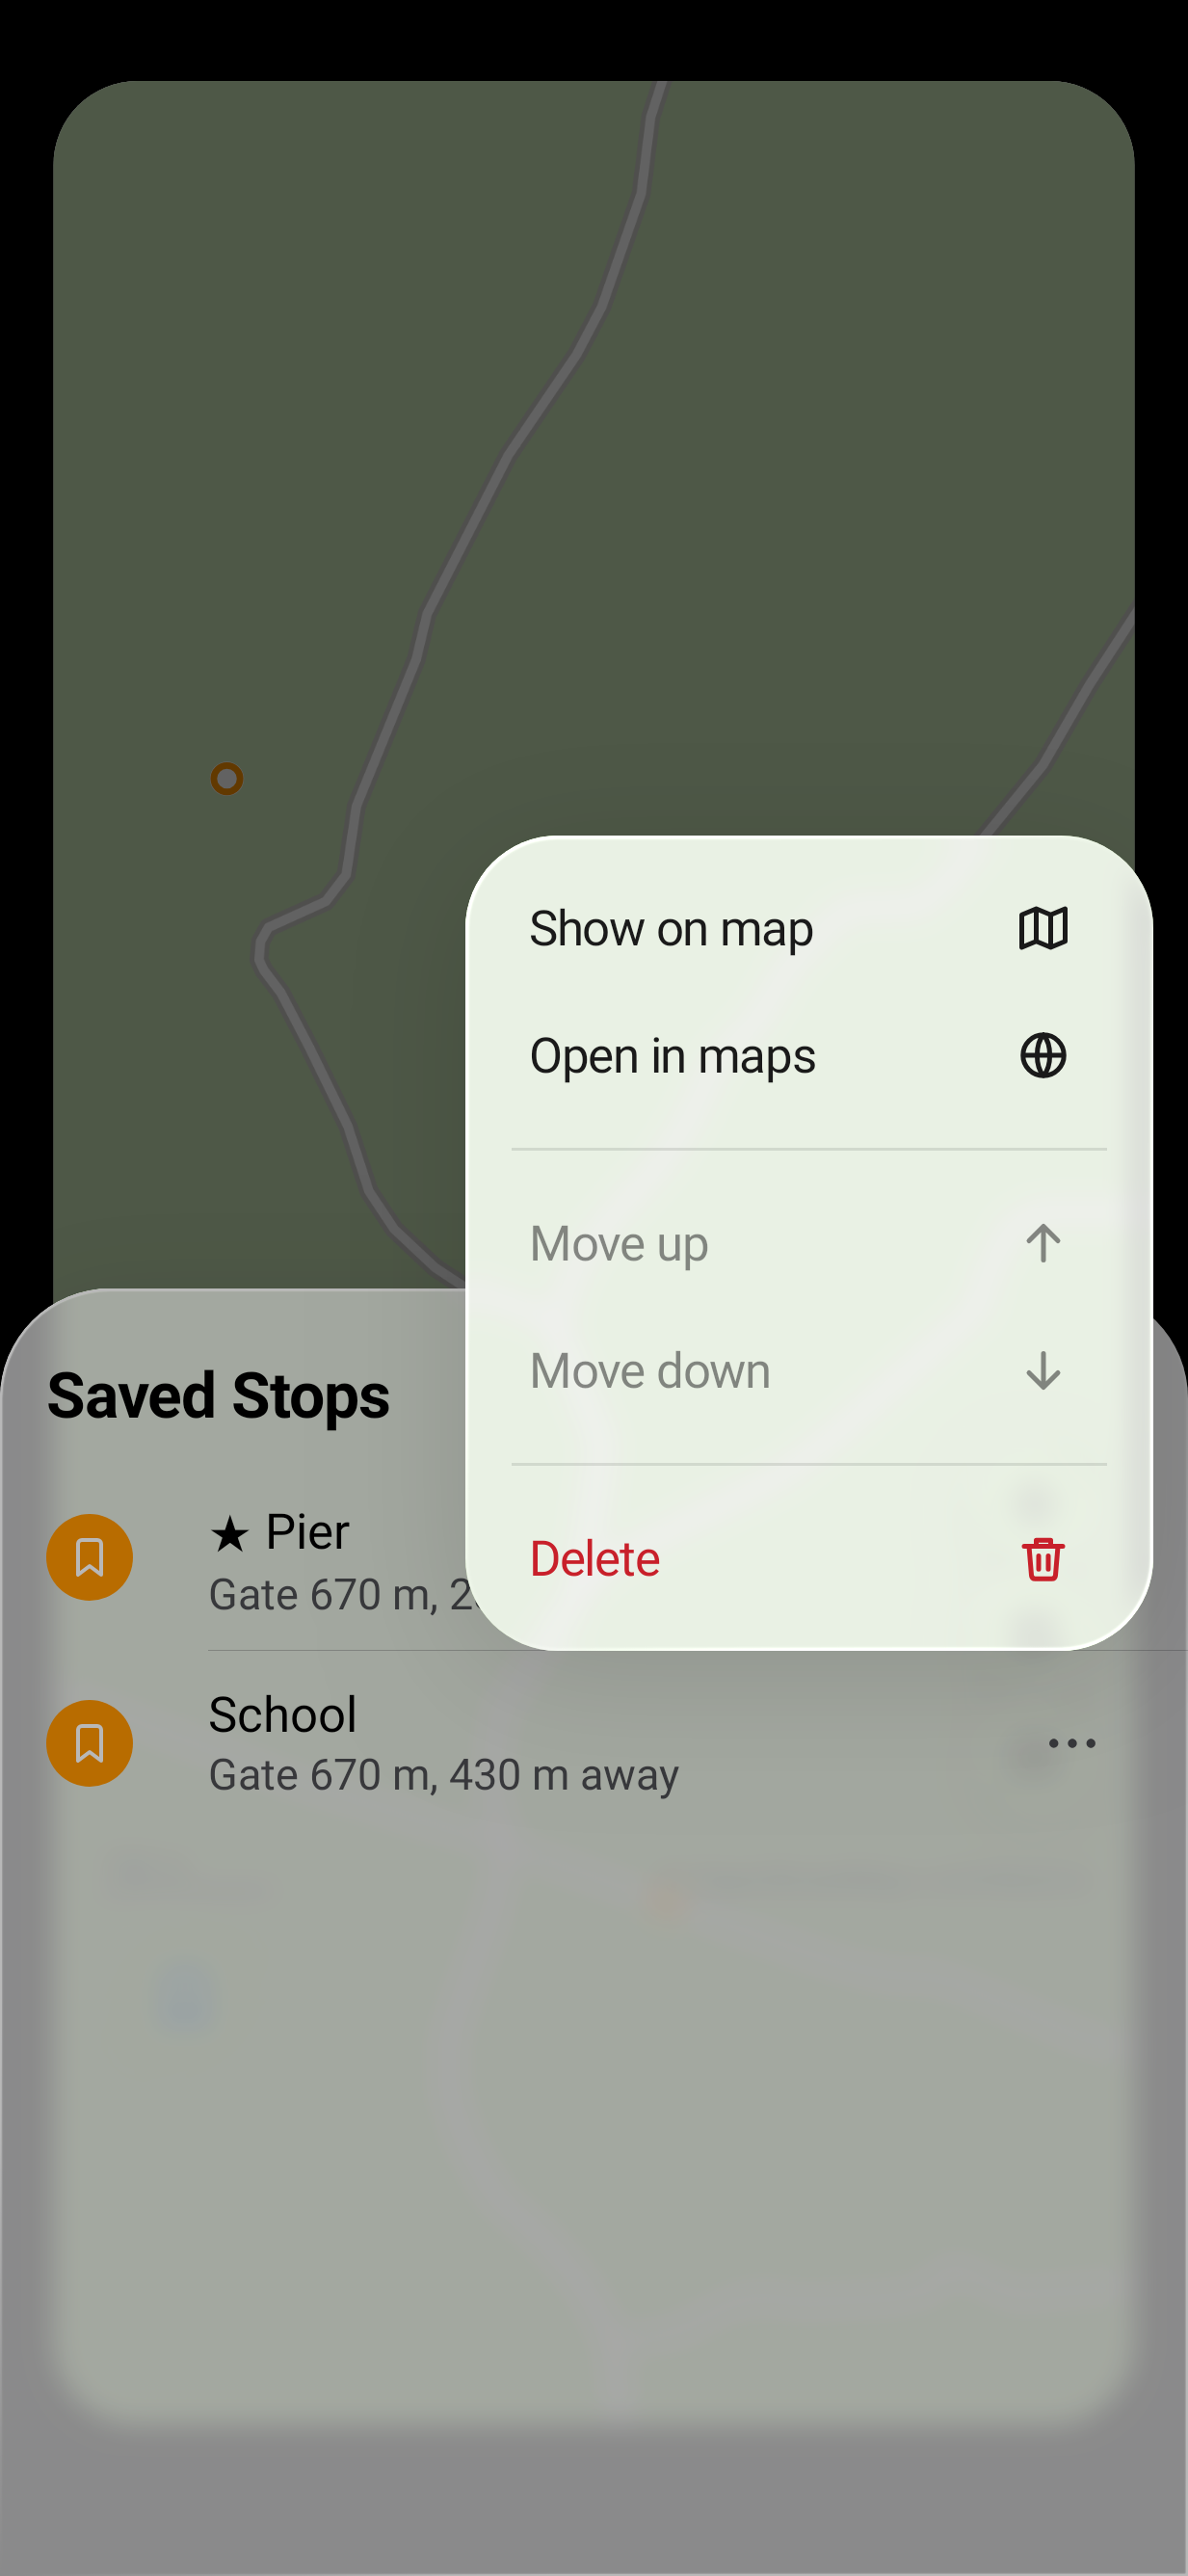 Show on map
Open in maps
Move up
Move down
Delete
Saved Stops
★ Pier
Gate 670 m,
School
Gate 670 m, 430 m away